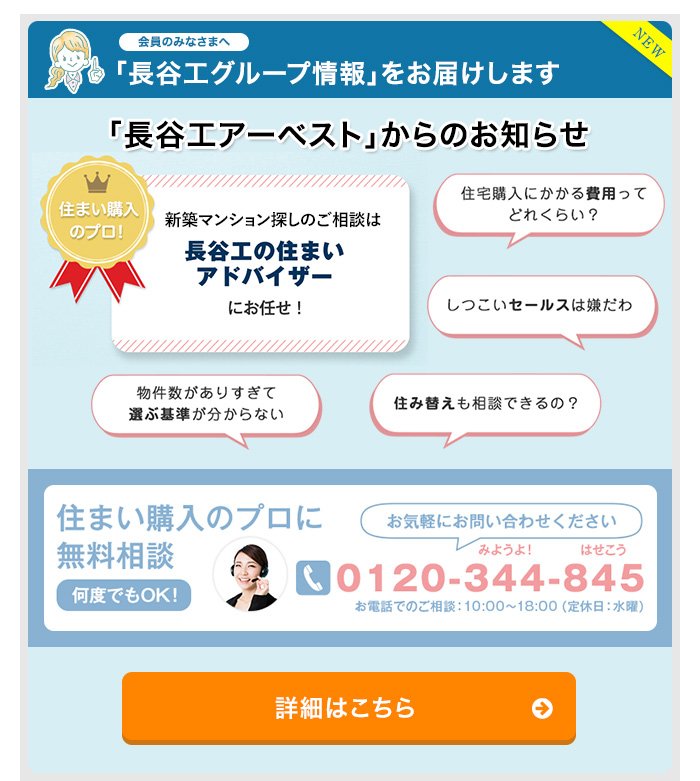 会員のみなさまへ
「長谷工グループ情報」をお届けします
NEW
「長谷工アーベスト」からのお知らせ
住まい購入
のプロ!
新築マンション探しのご相談は
長谷工の住まい
アドバイザー
にお任せ！
住宅購入にかかる費用って
どれくらい？
しつこいセールスは嫌だわ
物件数がありすぎて
選ぶ基準が分からない
住み替えも相談できるの？
住まい購入のプロに
無料相談
何度でもOK!
お気軽にお問い合わせください
みようよ! はせこう
0120-344-845
お電話でのご相談：10:00〜18:00 (定休日：水曜)
詳細はこちら